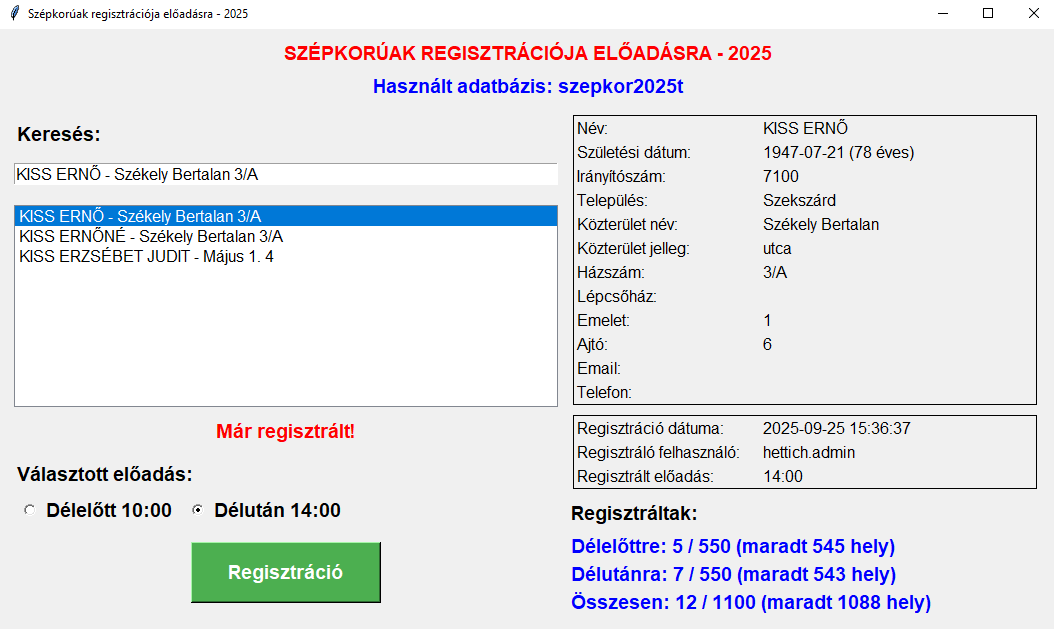 Szépkorúak regisztrációja előadásra - 2025
SZÉPKORÚAK REGISZTRÁCIÓJA ELŐADÁSRA - 2025
Használt adatbázis: szepkor2025t
Keresés:
KISS ERNŐ - Székely Bertalan 3/A
KISS ERNŐ - Székely Bertalan 3/A
KISS ERNŐNÉ - Székely Bertalan 3/A
KISS ERZSÉBET JUDIT - Május 1. 4
Már regisztrált!
Választott előadás:
Délelőtt 10:00 Délután 14:00
Regisztráció
Név: KISS ERNŐ
Születési dátum: 1947-07-21 (78 éves)
Irányítószám: 7100
Település: Szekszárd
Közterület név: Székely Bertalan
Közterület jelleg: utca
Házszám: 3/A
Lépcsőház:
Emelet: 1
Ajtó: 6
Email:
Telefon:
Regisztráció dátuma: 2025-09-25 15:36:37
Regisztráló felhasználó: hettich.admin
Regisztrált előadás: 14:00
Regisztráltak:
Délelőttre: 5 / 550 (maradt 545 hely)
Délutánra: 7 / 550 (maradt 543 hely)
Összesen: 12 / 1100 (maradt 1088 hely)